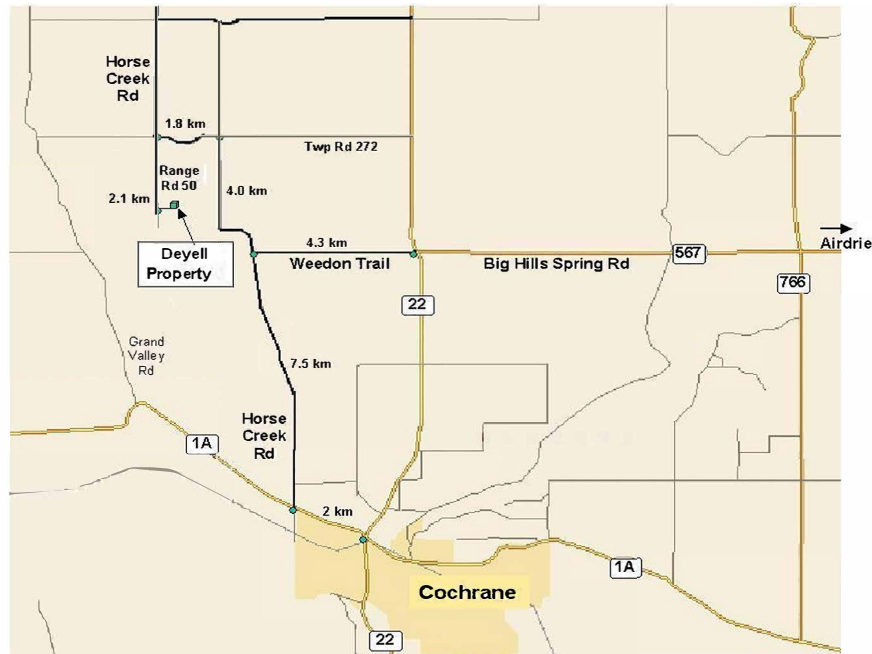 Horse
Creek
Rd
1.8 km
Twp Rd 272
Range
Rd 50
2.1 km
4.0 km
Deyell
Property
4.3 km
Weedon Trail
Big Hills Spring Rd
567
Airdrie
766
22
Grand
Valley
Rd
7.5 km
Horse
Creek
Rd
1A
2 km
Cochrane
1A
22